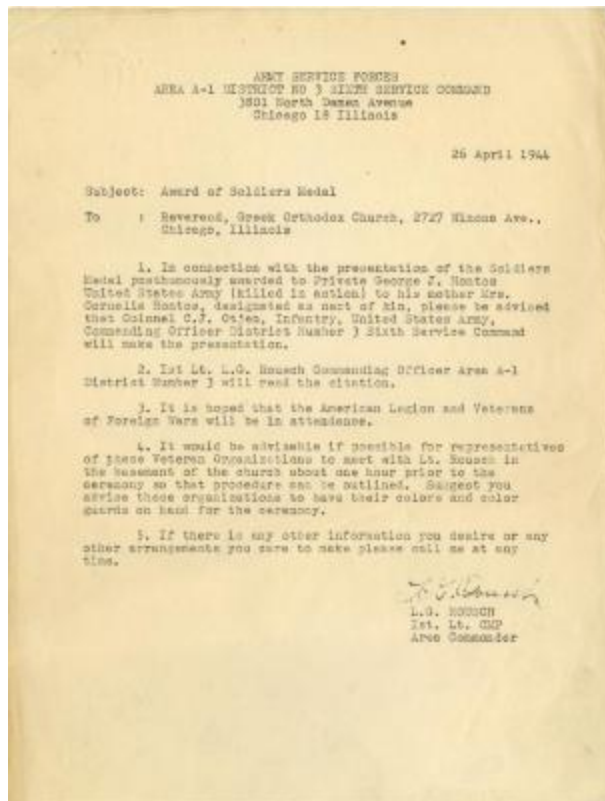 ARMY SERVICE FORCES
AREA A-1 DISTRICT NO 3 SIXTH SERVICE COMMAND
3801 North Damen Avenue
Chicago 18 Illinois
26 April 1944
Subject: Award of Soldiers Medal
To : Reverend, Greek Orthodox Church, 2727 Ave.,
Chicago, Illinois
1. In connection with the presentation of the Soldiers
Medal posthumously awarded to Private George J.
United States Army (killed in action) to his mother Mrs.
designated as next of kin, please be advised
that Colonel C.J. Infantry, United States Army,
Commanding Officer District Number 3 Sixth Service Command
will make the presentation.
2. 1st Lt. L.G. Commanding Officer Area A-1
District Number 3 will read the citation.
3. It is hoped that the American Legion and Veterans
of Foreign Wars will be in attendance.
4. It would be advisable if possible for representatives
of these Veteran Organizations to meet with Lt. in
the basement of the church about one hour prior to the
ceremony so that procedure can be outlined. Suggest you
advise these organizations to have their colors and color
guards on hand for the ceremony.
5. If there is any other information you desire or any
other arrangements you care to make please call me at any
time.
L.G.
1st. Lt. CMP
Area Commander